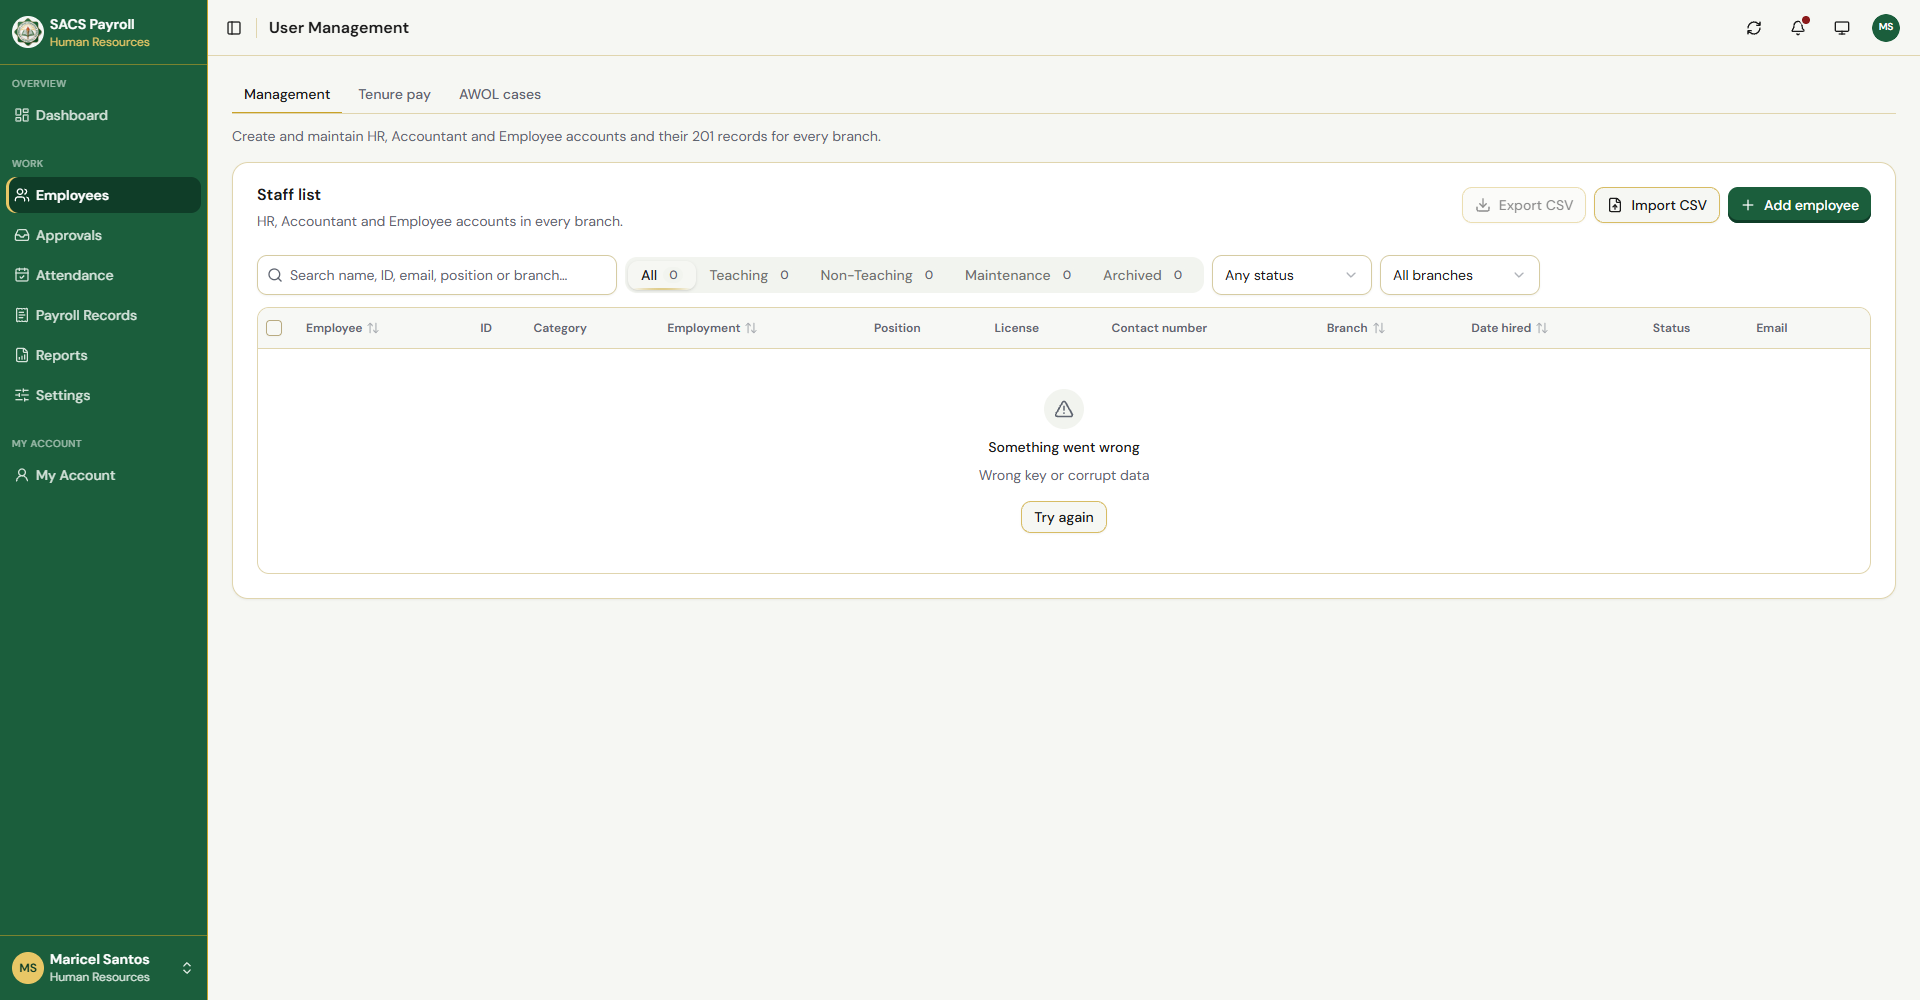 SACS Payroll
Human Resources
OVERVIEW
Dashboard
WORK
Employees
Approvals
Attendance
Payroll Records
Reports
Settings
MY ACCOUNT
My Account
MS Maricel Santos
Human Resources
User Management
MS
Management Tenure pay AWOL cases
Create and maintain HR, Accountant and Employee accounts and their 201 records for every branch.
Staff list
HR, Accountant and Employee accounts in every branch.
Export CSV Import CSV Add employee
Search name, ID, email, position or branch... All 0 Teaching 0 Non-Teaching 0 Maintenance 0 Archived 0 Any status All branches
Employee ID Category Employment Position License Contact number Branch Date hired Status Email
Something went wrong
Wrong key or corrupt data
Try again